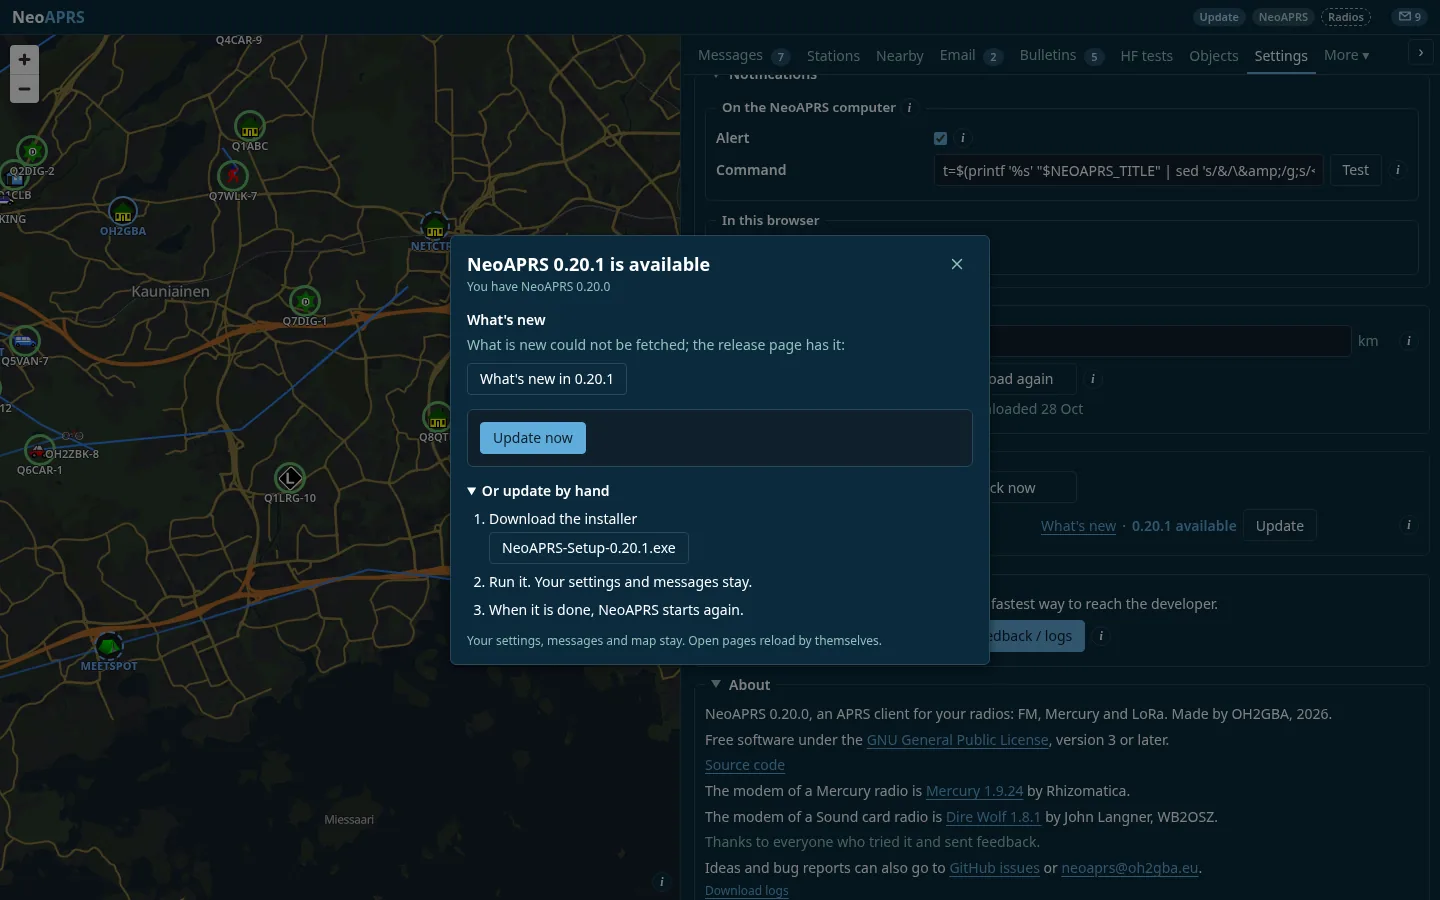 NeoAPRS
Update
NeoAPRS
Radios
9
Messages 7
Stations
Nearby
Email 2
Bulletins 5
HF tests
Objects
Settings
More ▾
Notifications
On the NeoAPRS computer
Alert
Command
t=$(printf '%s' "$NEOAPRS_TITLE" | sed 's/&/\&amp;/g;s/<
Test
In this browser
km
loaded 28 Oct
What's new · 0.20.1 available
Update
fastest way to reach the developer.
About
NeoAPRS 0.20.0, an APRS client for your radios: FM, Mercury and LoRa. Made by OH2GBA, 2026.
Free software under the GNU General Public License, version 3 or later.
Source code
The modem of a Mercury radio is Mercury 1.9.24 by Rhizomatica.
The modem of a Sound card radio is Dire Wolf 1.8.1 by John Langner, WB2OSZ.
Thanks to everyone who tried it and sent feedback.
Ideas and bug reports can also go to GitHub issues or neoaprs@oh2gba.eu.
Download logs
NeoAPRS 0.20.1 is available
You have NeoAPRS 0.20.0
What's new
What is new could not be fetched; the release page has it:
What's new in 0.20.1
Update now
▼ Or update by hand
1. Download the installer
NeoAPRS-Setup-0.20.1.exe
2. Run it. Your settings and messages stay.
3. When it is done, NeoAPRS starts again.
Your settings, messages and map stay. Open pages reload by themselves.
+
−
Q4CAR-9
Q1ABC
Q2DIG-2
Q7WLK-7
OH2GBA
Kauniainen
Q7DIG-1
Q5VAN-7
12
OH2ZBK-8
Q6CAR-1
Q1LRG-10
MEETSPOT
Miessaari